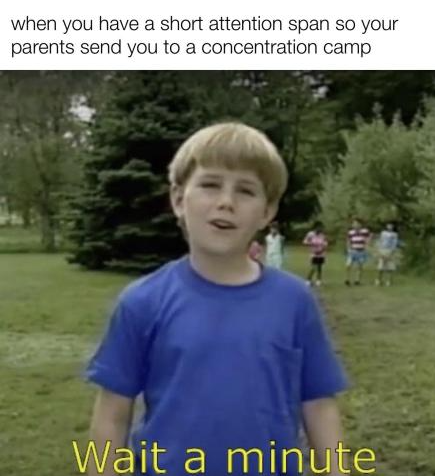 when you have a short attention span so your
parents send you to a concentration camp
Wait a minute